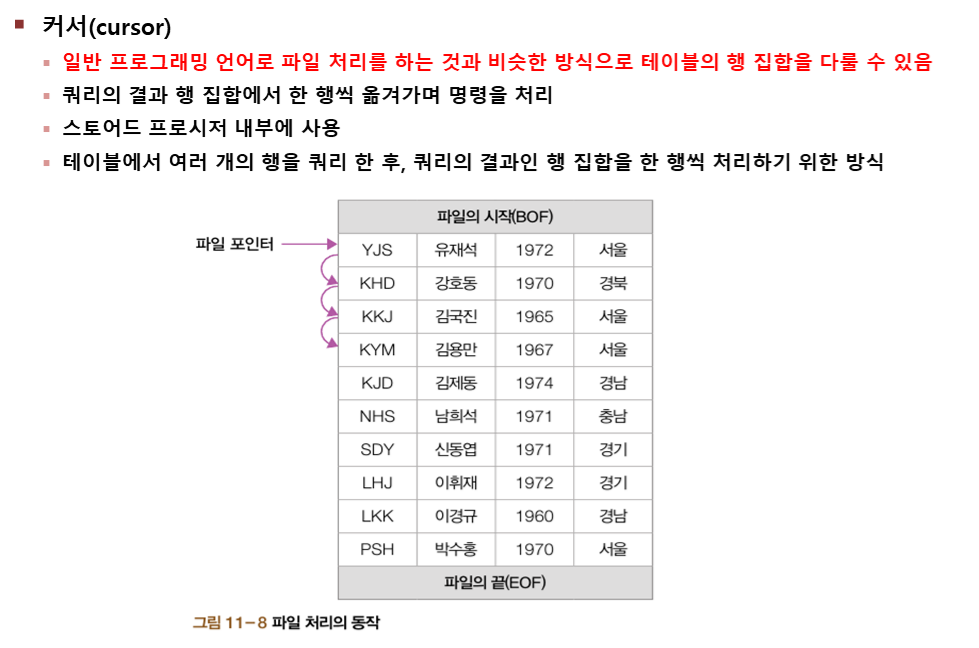 커서(cursor)
일반 프로그래밍 언어로 파일 처리를 하는 것과 비슷한 방식으로 테이블의 행 집합을 다룰 수 있음
쿼리의 결과 행 집합에서 한 행씩 옮겨가며 명령을 처리
스토어드 프로시저 내부에 사용
테이블에서 여러 개의 행을 쿼리 한 후, 쿼리의 결과인 행 집합을 한 행씩 처리하기 위한 방식
파일의 시작(BOF)
파일 포인터 YJS 유재석 1972 서울
KHD 강호동 1970 경북
KKJ 김국진 1965 서울
KYM 김용만 1967 서울
KJD 김제동 1974 경남
NHS 남희석 1971 충남
SDY 신동엽 1971 경기
LHJ 이휘재 1972 경기
LKK 이경규 1960 경남
PSH 박수홍 1970 서울
파일의 끝(EOF)
그림 11-8 파일 처리의 동작